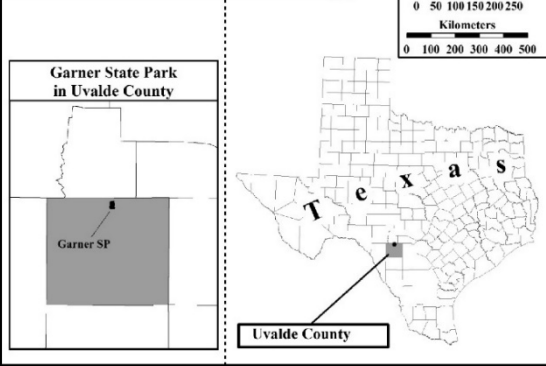 0 50 100 150 200 250
Kilometers
0 100 200 300 400 500
Garner State Park
in Uvalde County
Garner SP
Texas
Uvalde County